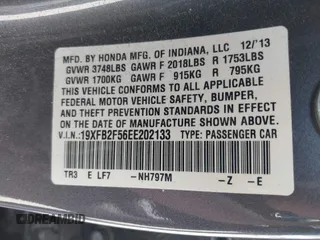 MFD. BY HONDA MFG. OF INDIANA, LLC 12/'13
GVWR 3748LBS GAWR F 2018LBS R 1753LBS
GVWR 1700KG GAWR F 915KG R 795KG
THIS VEHICLE CONFORMS TO ALL APPLICABLE
FEDERAL MOTOR VEHICLE SAFETY, BUMPER,
AND THEFT PREVENTION STANDARDS IN EFFECT
ON THE DATE OF MANUFACTURE SHOWN ABOVE.
V.I.N.:19XFB2F56EE202133 TYPE: PASSENGER CAR
TR3 E LF7 -NH797M -Z -E
DREAMBID